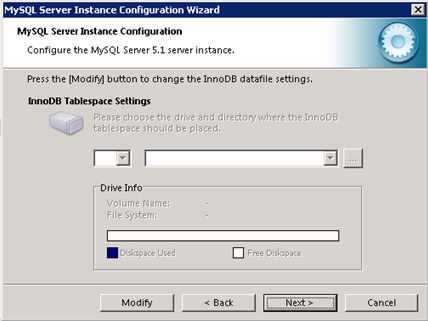 MySQL Server Instance Configuration Wizard
MySQL Server Instance Configuration
Configure the MySQL Server 5.1 server instance.
Press the [Modify] button to change the InnoDB datafile settings.
InnoDB Tablespace Settings
Please choose the drive and directory where the InnoDB
tablespace should be placed.
...
Drive Info
Volume Name: -
File System: -
Diskspace Used Free Diskspace
Modify < Back Next > Cancel